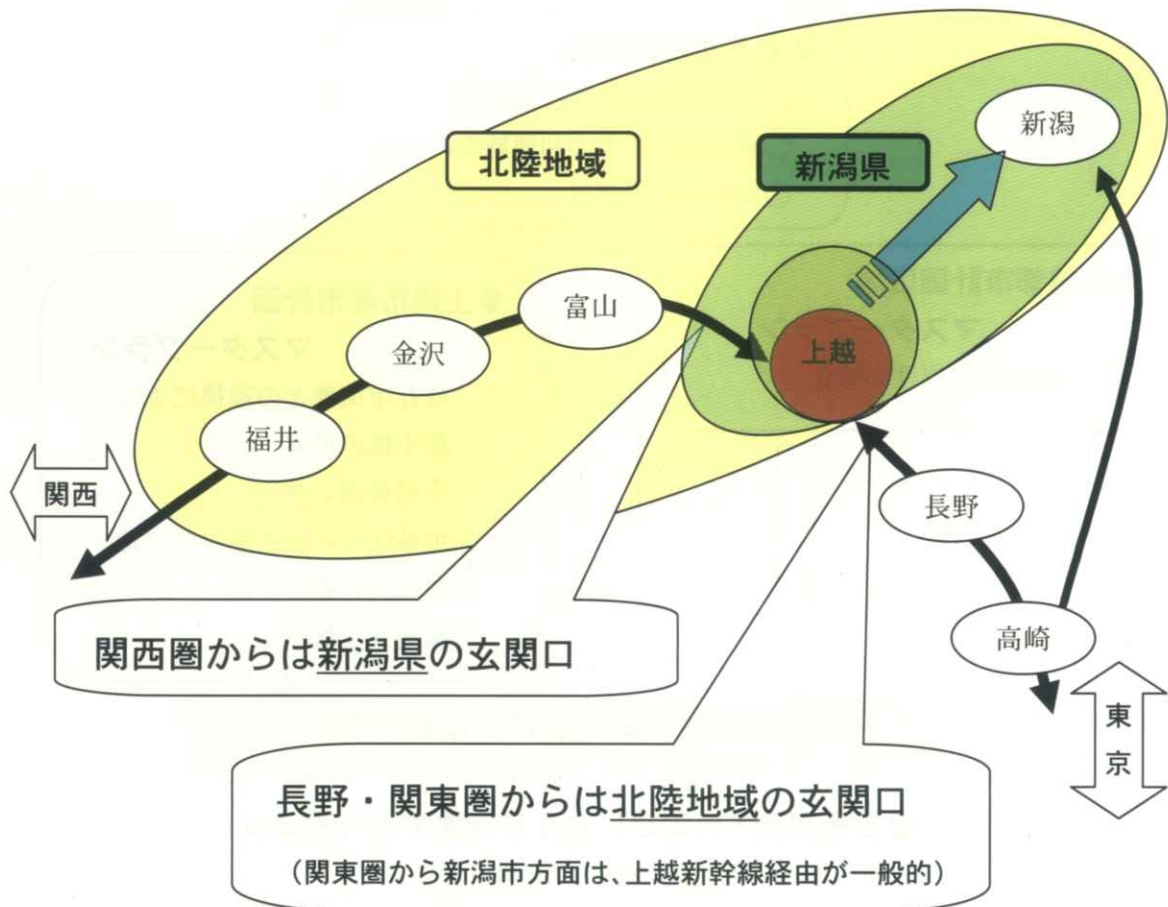 新潟
北陸地域
新潟県
富山
上越
金沢
福井
関西
長野
高崎
関西圏からは新潟県の玄関口
東
京
長野・関東圏からは北陸地域の玄関口
（関東圏から新潟市方面は、上越新幹線経由が一般的）